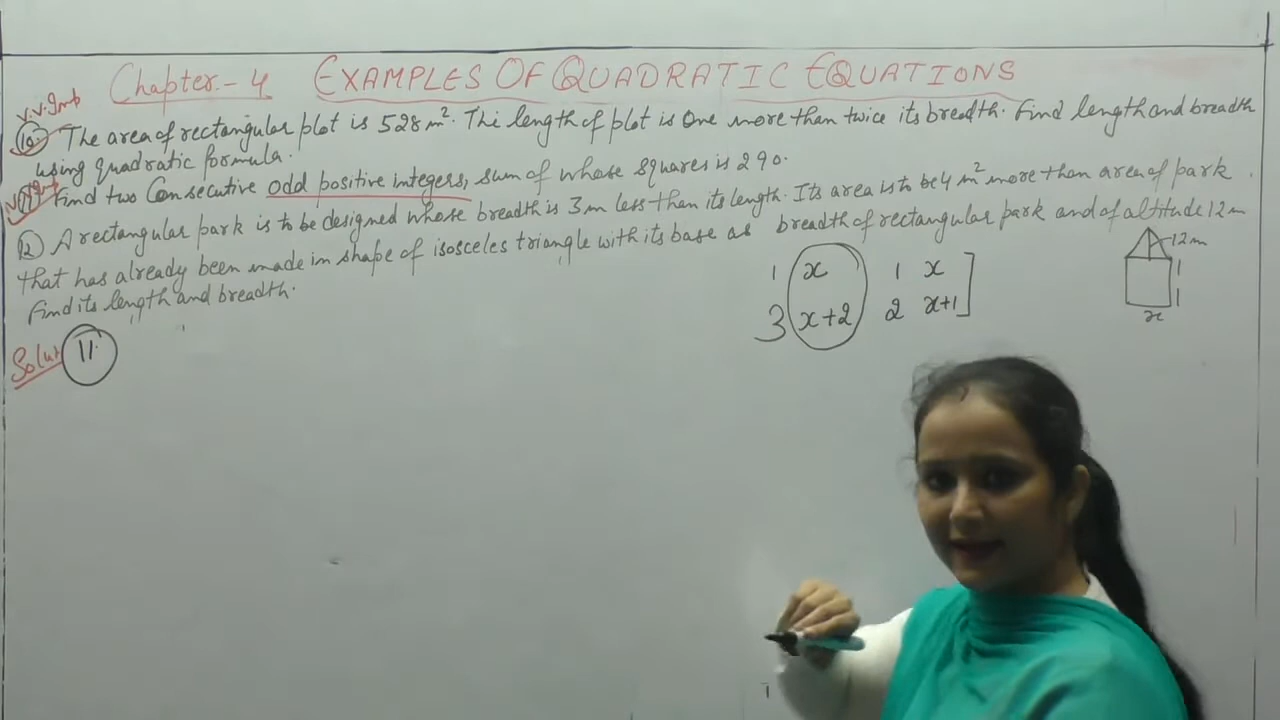 Chapter-4 EXAMPLES OF QUADRATIC EQUATIONS
V.V.Imb
10. The area of rectangular plot is 528 m². The length of plot is one more than twice its breadth. Find length and breadth
using quadratic formula.
Find two Consecutive odd positive integers, sum of whose squares is 290.
12 A rectangular park is to be designed whose breadth is 3m less than its length. Its area is to be 4 m² more than area of park
that has already been made in shape of isosceles triangle with its base as breadth of rectangular park and of altitude 12m
Find its length and breadth.
1 x 1 x
3 x+2 2 x+1
12m
x
Solut 11.